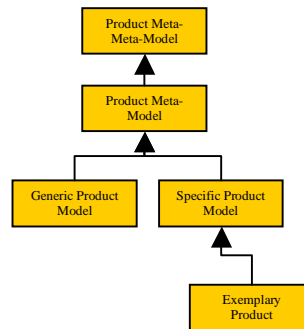 Product Meta-
Meta-Model
Product Meta-
Model
Generic Product
Model
Specific Product
Model
Exemplary
Product